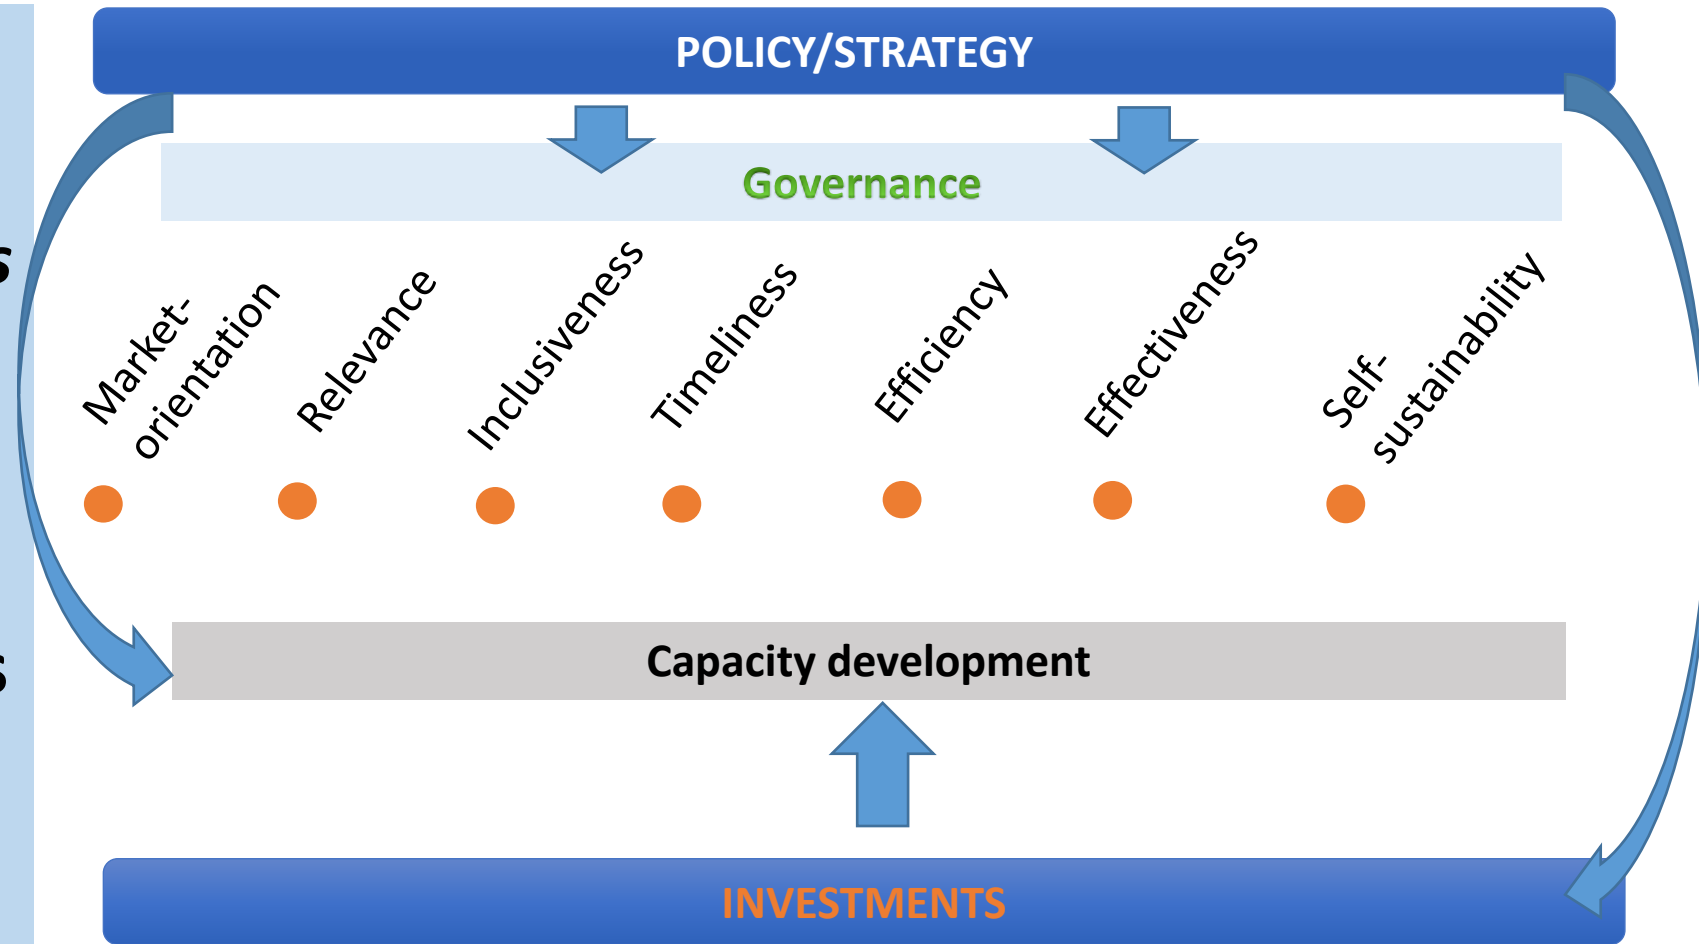 POLICY/STRATEGY
Governance
s
Market-
orientation
Relevance
Inclusiveness
Timeliness
Efficiency
Effectiveness
Self-
sustainability
s
Capacity development
INVESTMENTS